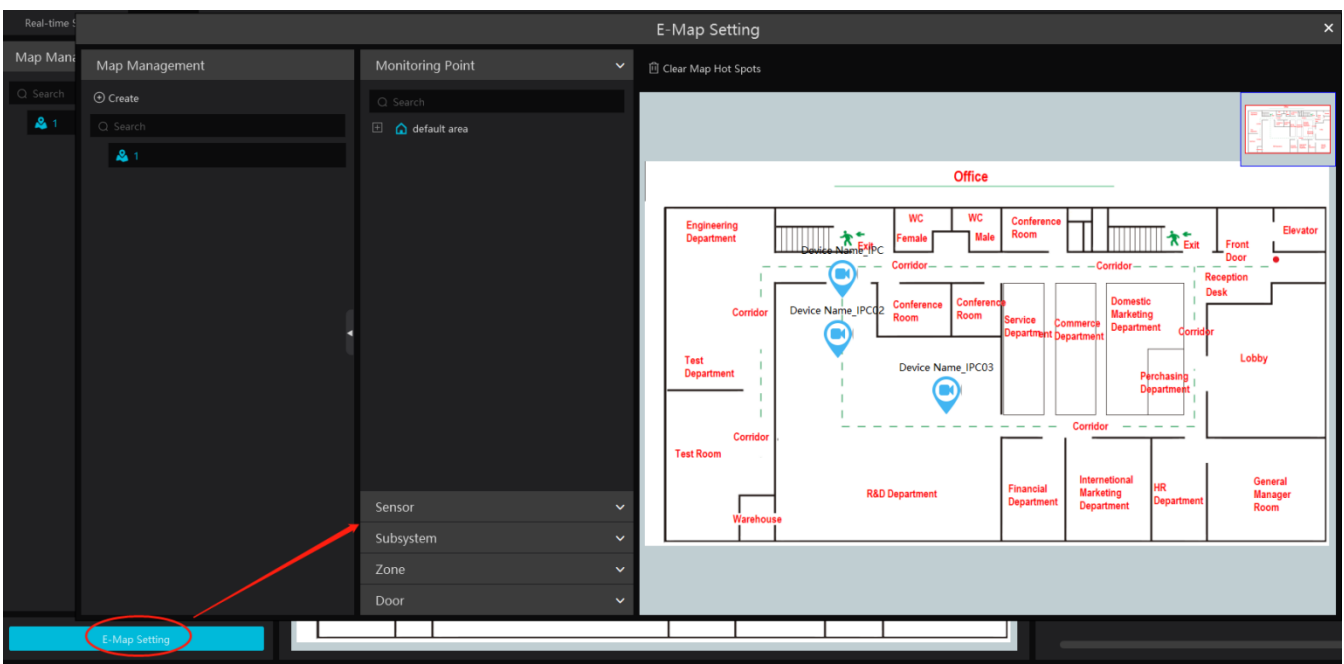 Real-time S
E-Map Setting
Map Mana
Search
1
Map Management
Create
Search
1
Monitoring Point
Search
default area
Sensor
Subsystem
Zone
Door
Clear Map Hot Spots
Office
Engineering
Department
WC
Female
WC
Male
Conference
Room
Exit
Exit
Front
Door
Elevator
Device Name_IPC
Corridor
Corridor
Reception
Desk
Corridor
Device Name_IPC02
Conference
Room
Conference
Room
Service
Department
Commerce
Department
Domestic
Marketing
Department
Corridor
Test
Department
Device Name_IPC03
Perchasing
Department
Lobby
Corridor
Corridor
Test Room
R&D Department
Financial
Department
Internetional
Marketing
Department
HR
Department
General
Manager
Room
Warehouse
E-Map Setting